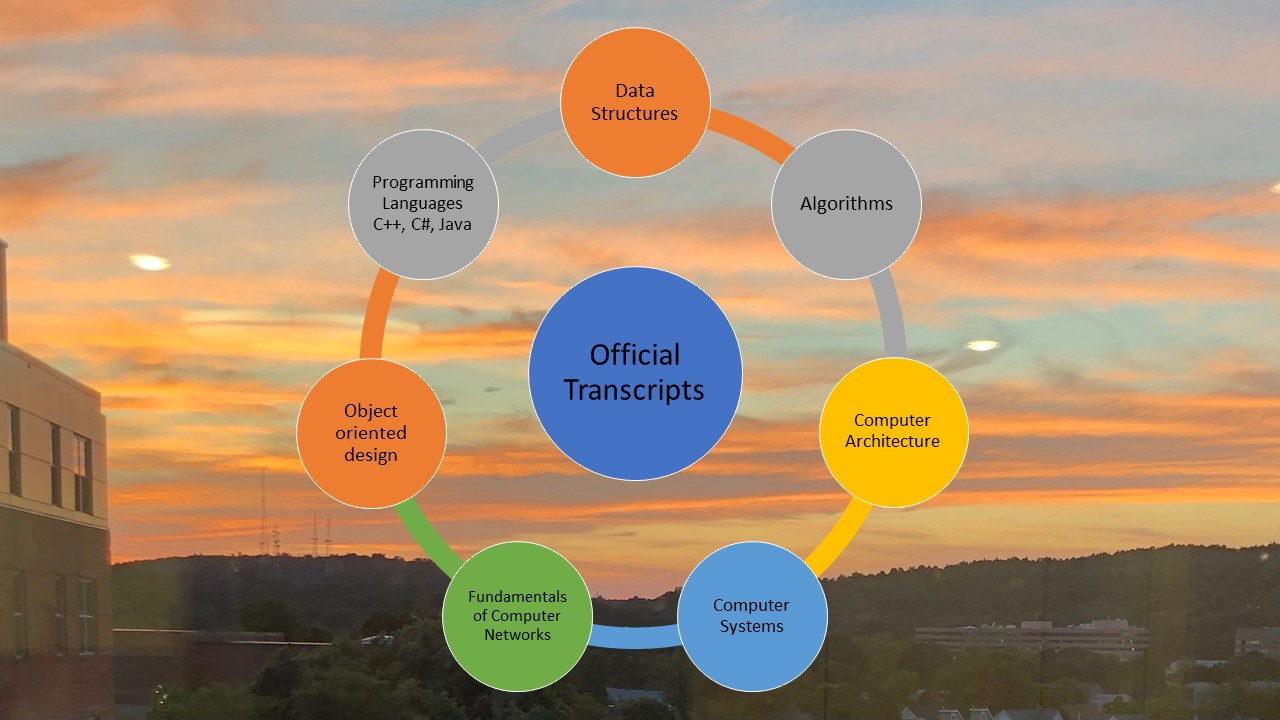 Data
Structures
Algorithms
Computer
Architecture
Computer
Systems
Fundamentals
of Computer
Networks
Object
oriented
design
Programming
Languages
C++, C#, Java
Official
Transcripts